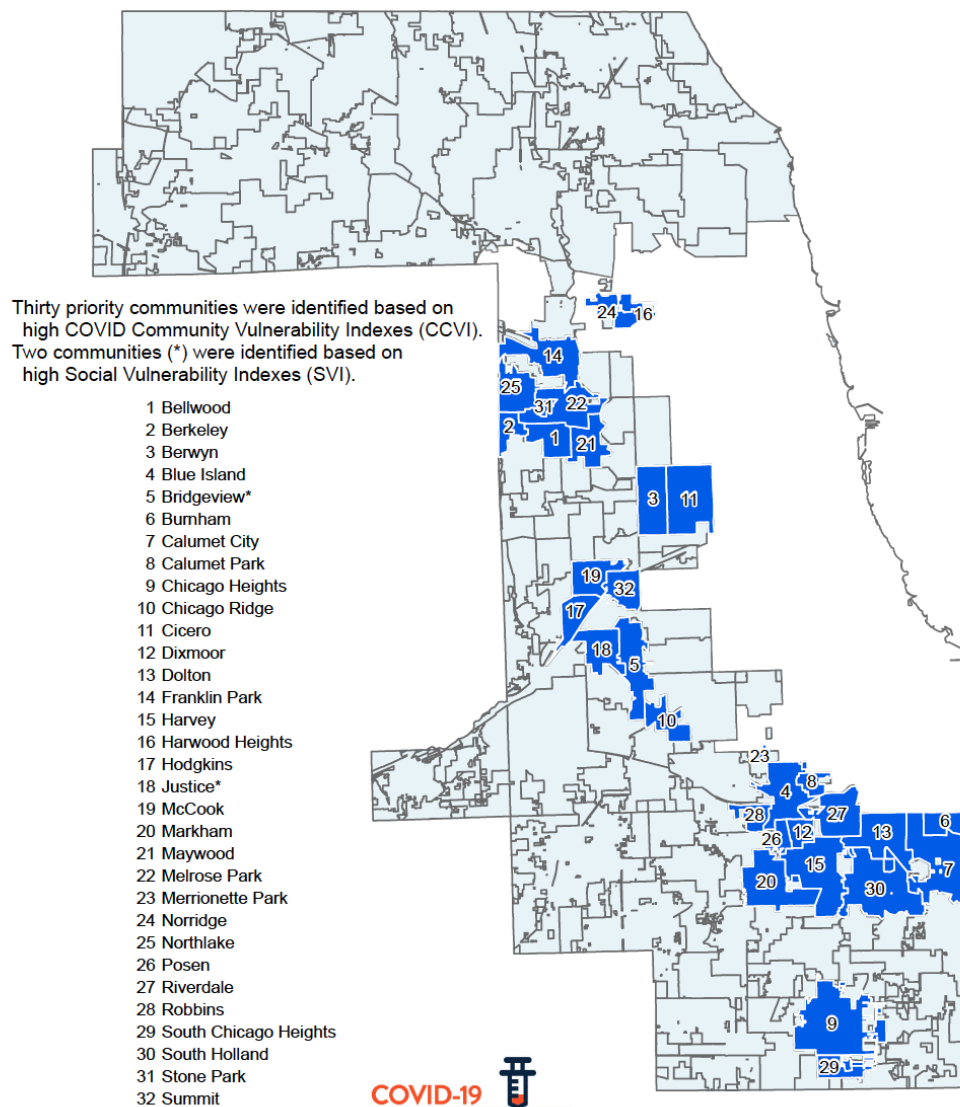 Thirty priority communities were identified based on
high COVID Community Vulnerability Indexes (CCVI).
Two communities (*) were identified based on
high Social Vulnerability Indexes (SVI).
1 Bellwood
2 Berkeley
3 Berwyn
4 Blue Island
5 Bridgeview*
6 Burnham
7 Calumet City
8 Calumet Park
9 Chicago Heights
10 Chicago Ridge
11 Cicero
12 Dixmoor
13 Dolton
14 Franklin Park
15 Harvey
16 Harwood Heights
17 Hodgkins
18 Justice*
19 McCook
20 Markham
21 Maywood
22 Melrose Park
23 Merrionette Park
24 Norridge
25 Northlake
26 Posen
27 Riverdale
28 Robbins
29 South Chicago Heights
30 South Holland
31 Stone Park
32 Summit
24
16
14
25
31
22
2
1
21
3
11
19
32
17
18
5
10
23
8
4
28
27
6
26
12
13
15
20
30
7
9
29
COVID-19